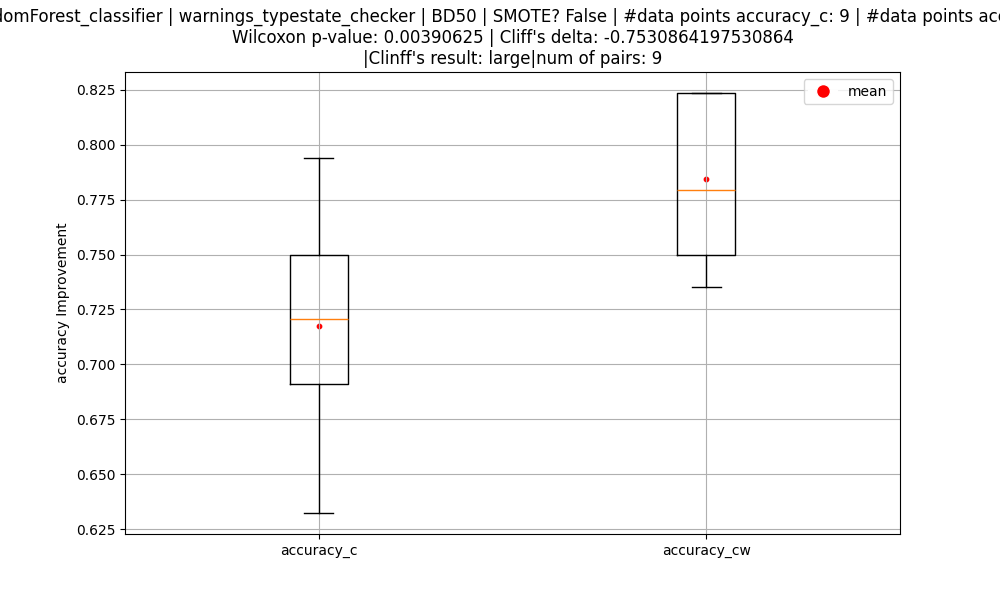 domForest_classifier | warnings_typestate_checker | BD50 | SMOTE? False | #data points accuracy_c: 9 | #data points acc
Wilcoxon p-value: 0.00390625 | Cliff's delta: -0.7530864197530864
|Clinff's result: large|num of pairs: 9
mean
0.825
0.800
0.775
0.750
0.725
0.700
0.675
0.650
0.625
accuracy Improvement
accuracy_c
accuracy_cw